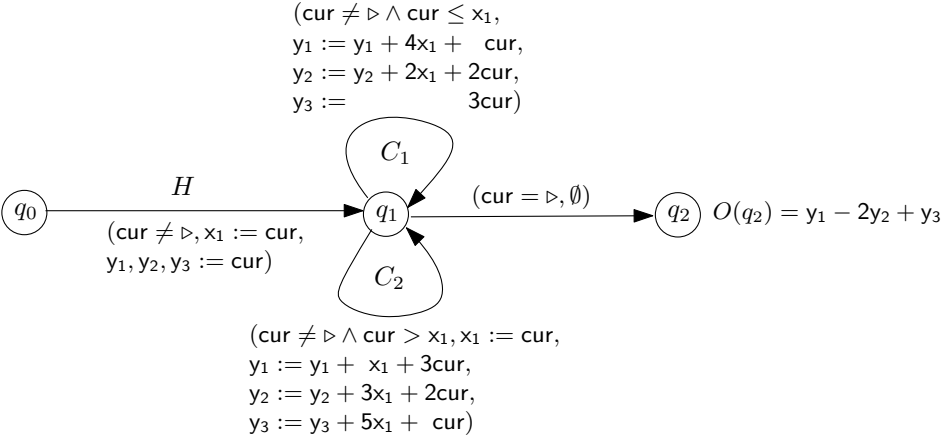 (cur ≠ ▷ ∧ cur ≤ x₁,
y₁ := y₁ + 4x₁ + cur,
y₂ := y₂ + 2x₁ + 2cur,
y₃ := 3cur)
C₁
H
(cur = ▷, ∅)
q₀
q₁
q₂
O(q₂) = y₁ − 2y₂ + y₃
(cur ≠ ▷, x₁ := cur,
y₁, y₂, y₃ := cur)
C₂
(cur ≠ ▷ ∧ cur > x₁, x₁ := cur,
y₁ := y₁ + x₁ + 3cur,
y₂ := y₂ + 3x₁ + 2cur,
y₃ := y₃ + 5x₁ + cur)